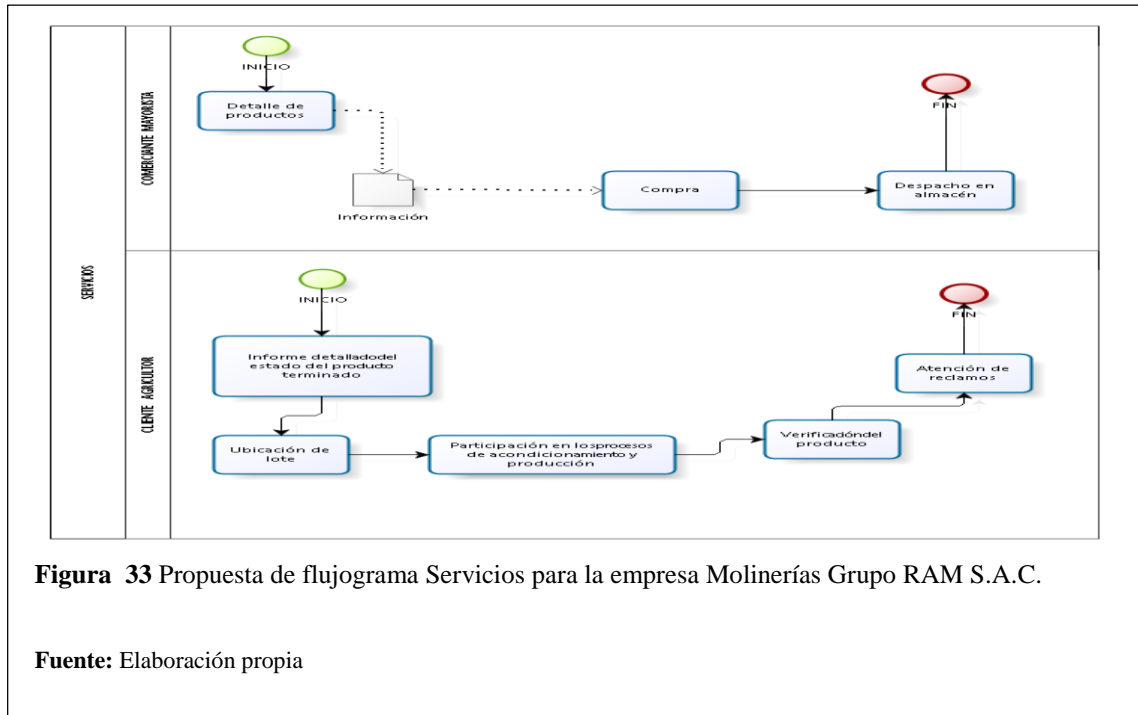 SERVICIOS
COMERCIANTE MAYORISTA
INICIO
Detalle de
productos
Información
Compra
Despacho en
almacén
FIN
CLIENTE AGRICULTOR
INICIO
Informe detalladodel
estado del producto
terminado
Ubicación de
lote
Participación en losprocesos
de acondicionamiento y
producción
Verificacióndel
producto
Atención de
reclamos
FIN
Figura 33 Propuesta de flujograma Servicios para la empresa Molinerías Grupo RAM S.A.C.
Fuente: Elaboración propia